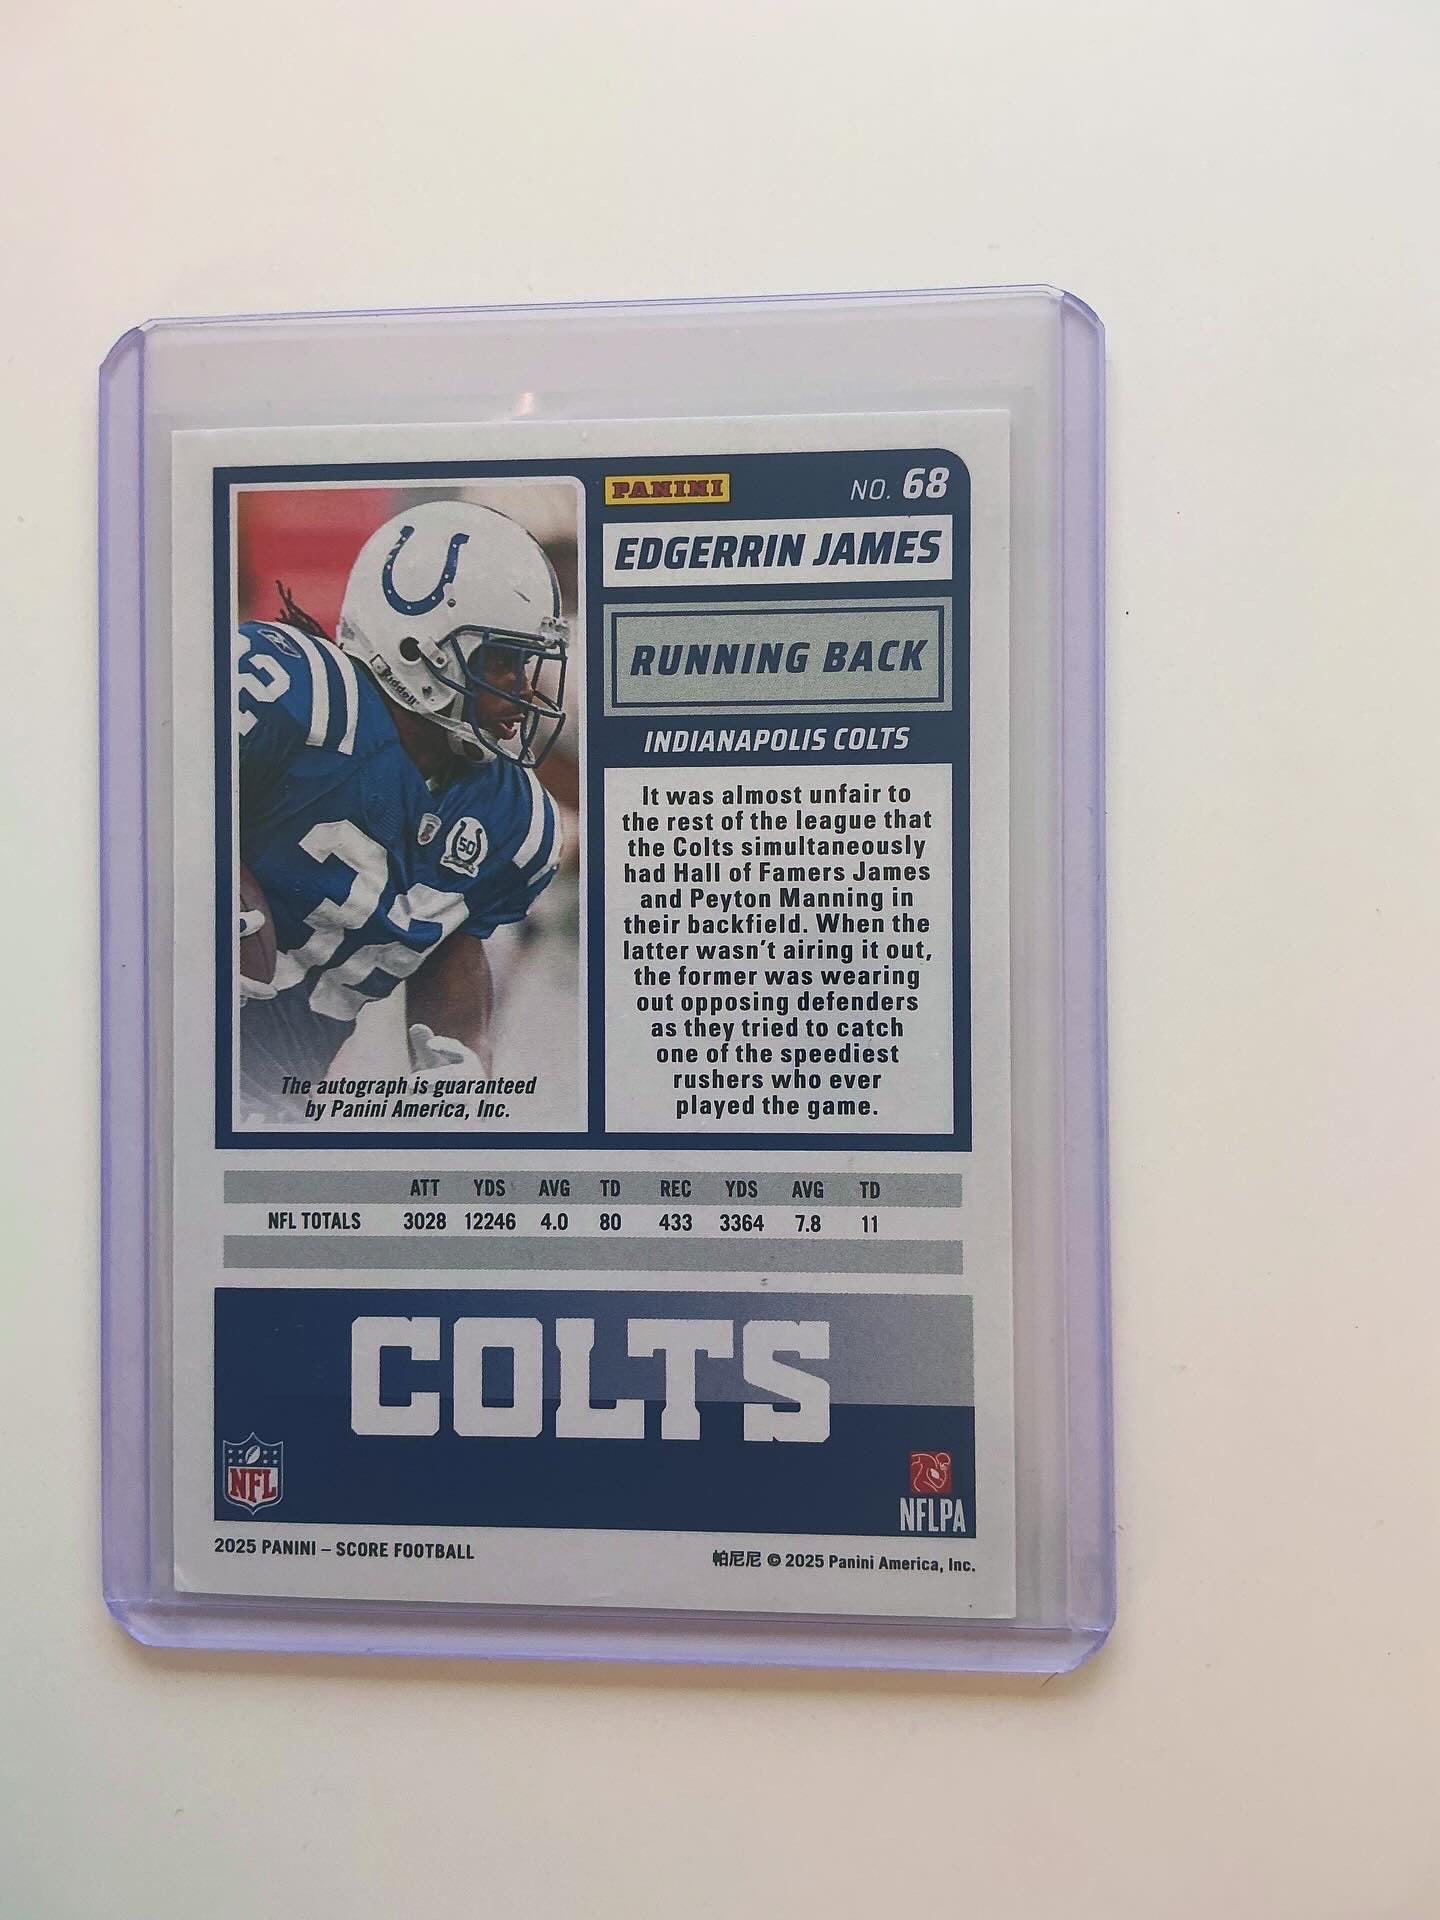 PANINI
NO. 68
EDGERRIN JAMES
RUNNING BACK
INDIANAPOLIS COLTS
It was almost unfair to
the rest of the league that
the Colts simultaneously
had Hall of Famers James
and Peyton Manning in
their backfield. When the
latter wasn't airing it out,
the former was wearing
out opposing defenders
as they tried to catch
one of the speediest
rushers who ever
played the game.
Riddell
32
50
The autograph is guaranteed
by Panini America, Inc.
ATT YDS AVG TD REC YDS AVG TD
NFL TOTALS 3028 12246 4.0 80 433 3364 7.8 11
COLTS
NFL
NFLPA
2025 PANINI – SCORE FOOTBALL
帕尼尼 © 2025 Panini America, Inc.